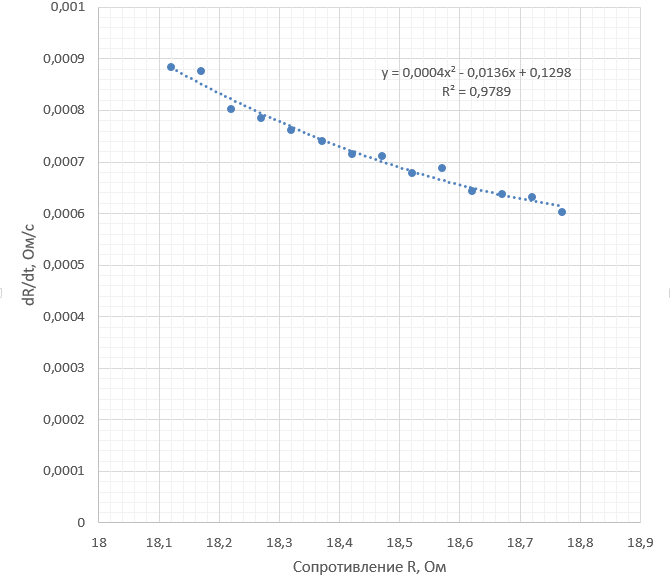 0,001
0,0009
0,0008
0,0007
0,0006
0,0005
0,0004
0,0003
0,0002
0,0001
0
dR/dt, Ом/с
y = 0,0004x² - 0,0136x + 0,1298
R² = 0,9789
18 18,1 18,2 18,3 18,4 18,5 18,6 18,7 18,8 18,9
Сопротивление R, Ом